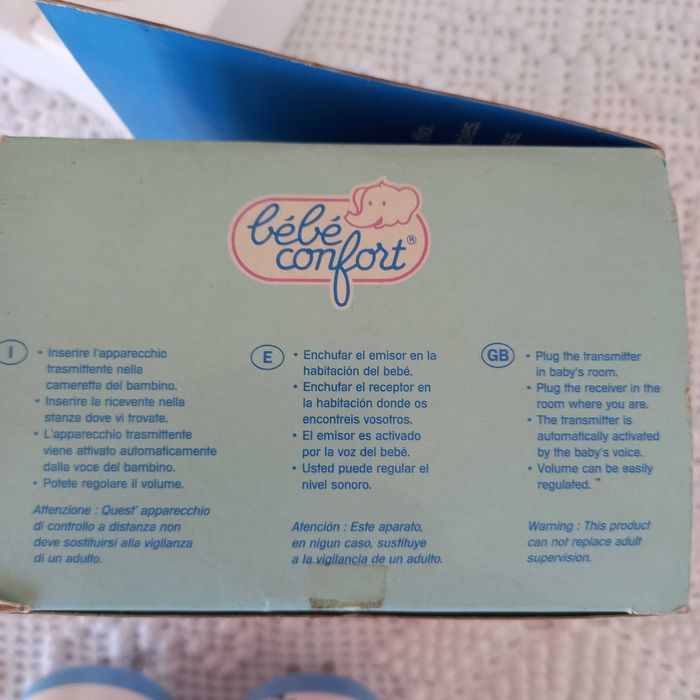 bébé
confort®
I
• Inserire l'apparecchio
trasmittente nella
cameretta del bambino.
• Inserire la ricevente nella
stanza dove vi trovate.
• L'apparecchio trasmittente
viene attivato automaticamente
dalla voce del bambino.
• Potete regolare il volume.
Attenzione : Quest' apparecchio
di controllo a distanza non
deve sostituirsi alla vigilanza
di un adulto.
E
• Enchufar el emisor en la
habitación del bebé.
• Enchufar el receptor en
la habitación donde os
encontreis vosotros.
• El emisor es activado
por la voz del bebé.
• Usted puede regular el
nivel sonoro.
Atención : Este aparato,
en nigun caso, sustituye
a la vigilancia de un adulto.
GB
• Plug the transmitter
in baby's room.
• Plug the receiver in the
room where you are.
• The transmitter is
automatically activated
by the baby's voice.
• Volume can be easily
regulated.
Warning : This product
can not replace adult
supervision.